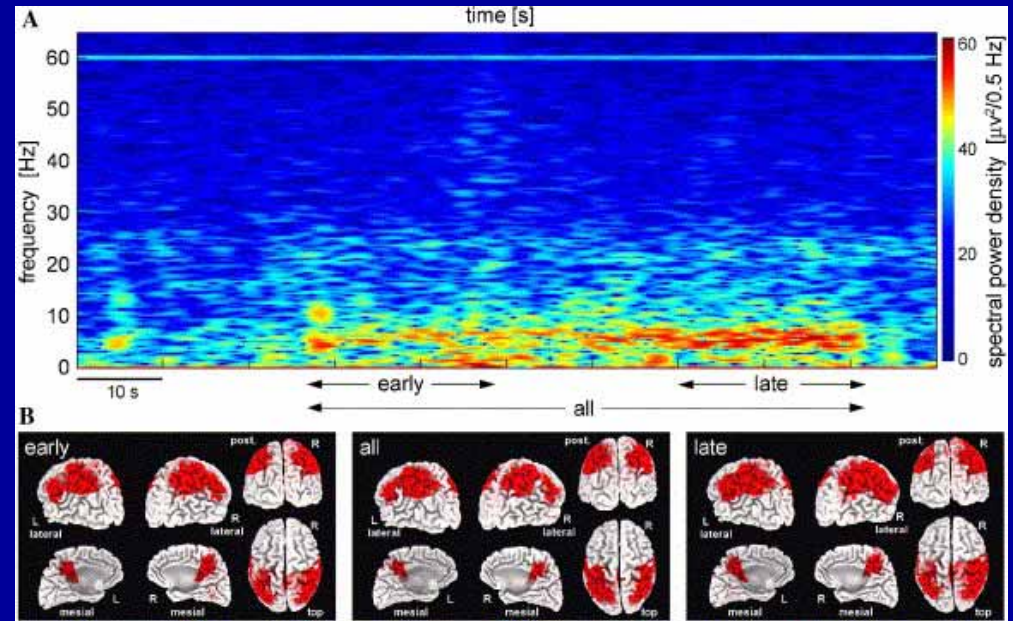 A
time [s]
frequency [Hz]
60
50
40
30
20
10
0
60
40
20
0
spectral power density [µv²/0.5 Hz]
10 s
early
late
all
B
early
post.
R
L
lateral
R
lateral
R
mesial
L
R
mesial
top
all
post.
R
L
lateral
R
lateral
R
mesial
L
R
mesial
top
late
post.
R
L
lateral
R
lateral
R
mesial
L
R
mesial
top